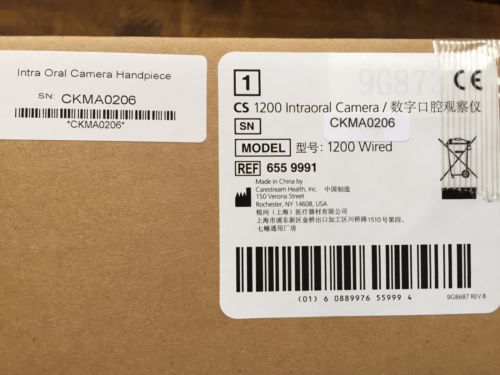 Intra Oral Camera Handpiece
SN: CKMA0206
*CKMA0206*
1
CS 1200 Intraoral Camera / 数字口腔观察仪
SN CKMA0206
MODEL 型号: 1200 Wired
REF 655 9991
Made in China by
Carestream Health, Inc. 中国制造
150 Verona Street
Rochester, NY 14608, USA
锐珂（上海）医疗器材有限公司
上海市浦东新区金桥出口加工区川桥路1510号第四、
七幢通用厂房
(01) 6 0889976 55999 4
9G8687 REV B
CE